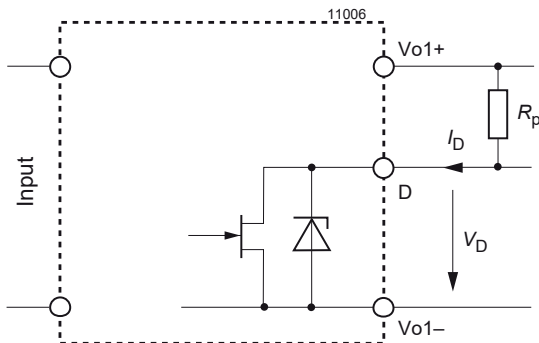 11006
Vo1+
Rp
ID
Input
D
VD
Vo1–